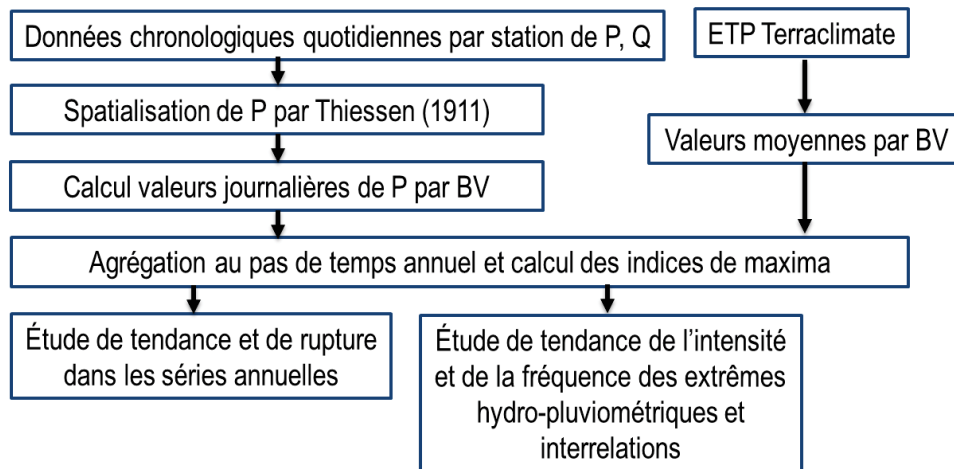 Données chronologiques quotidiennes par station de P, Q
ETP Terraclimate
Spatialisation de P par Thiessen (1911)
Valeurs moyennes par BV
Calcul valeurs journalières de P par BV
Agrégation au pas de temps annuel et calcul des indices de maxima
Étude de tendance et de rupture
dans les séries annuelles
Étude de tendance de l’intensité
et de la fréquence des extrêmes
hydro-pluviométriques et
interrelations